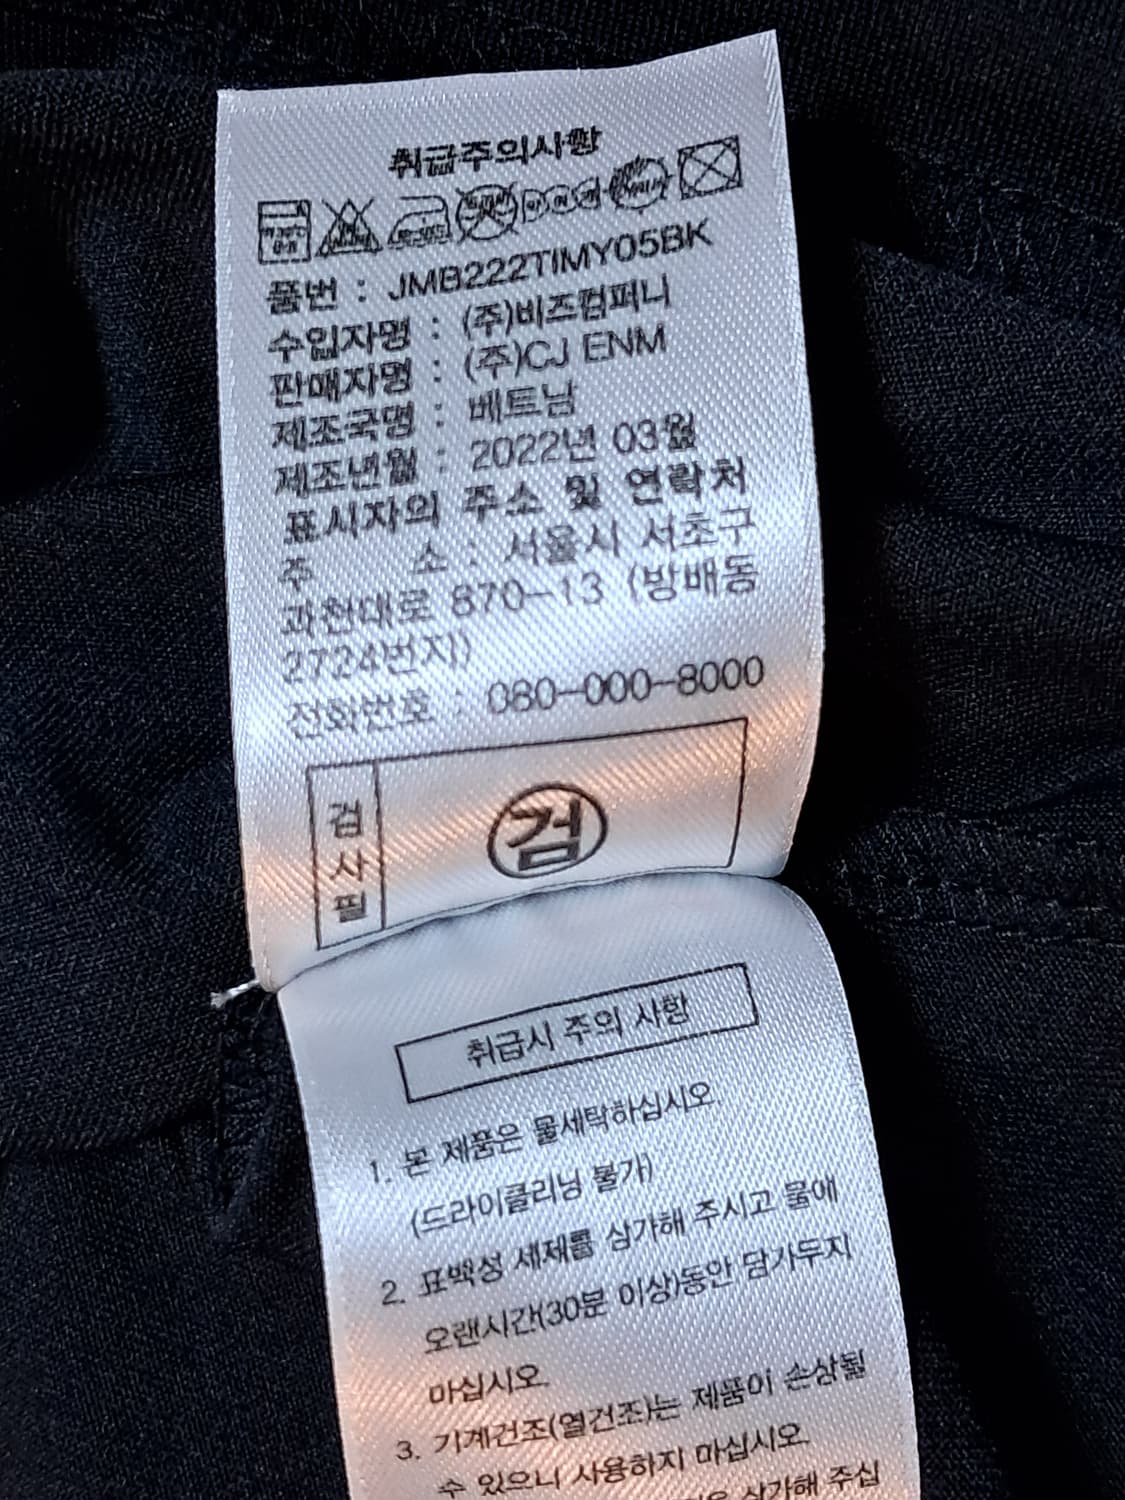 취급주의사항
품번 : JMB222TIMY05BK
수입자명 : (주)비즈컴퍼니
판매자명 : (주)CJ ENM
제조국명 : 베트남
제조년월 : 2022년 03월
표시자의 주소 및 연락처
주 소 : 서울시 서초구
과천대로 870-13 (방배동
2724번지)
전화번호 : 080-000-8000
검사필
검
취급시 주의 사항
1. 본 제품은 물세탁하십시오.
(드라이클리닝 불가)
2. 표백성 세제를 삼가해 주시고 물에
오랜시간(30분 이상)동안 담가두지
마십시오.
3. 기계건조(열건조)는 제품이 손상될
수 있으니 사용하지 마십시오.
삼가해 주십